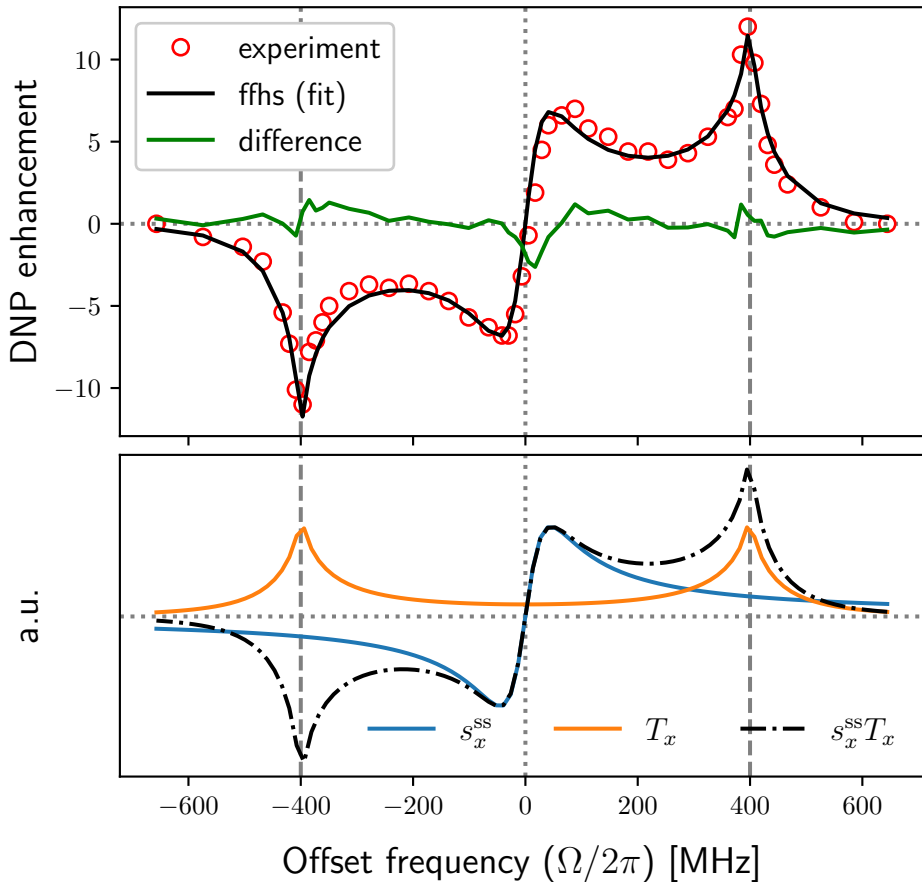 experiment
ffhs (fit)
difference
DNP enhancement
10
5
0
−5
−10
a.u.
s_x^ss T_x s_x^ss T_x
−600 −400 −200 0 200 400 600
Offset frequency (Ω/2π) [MHz]